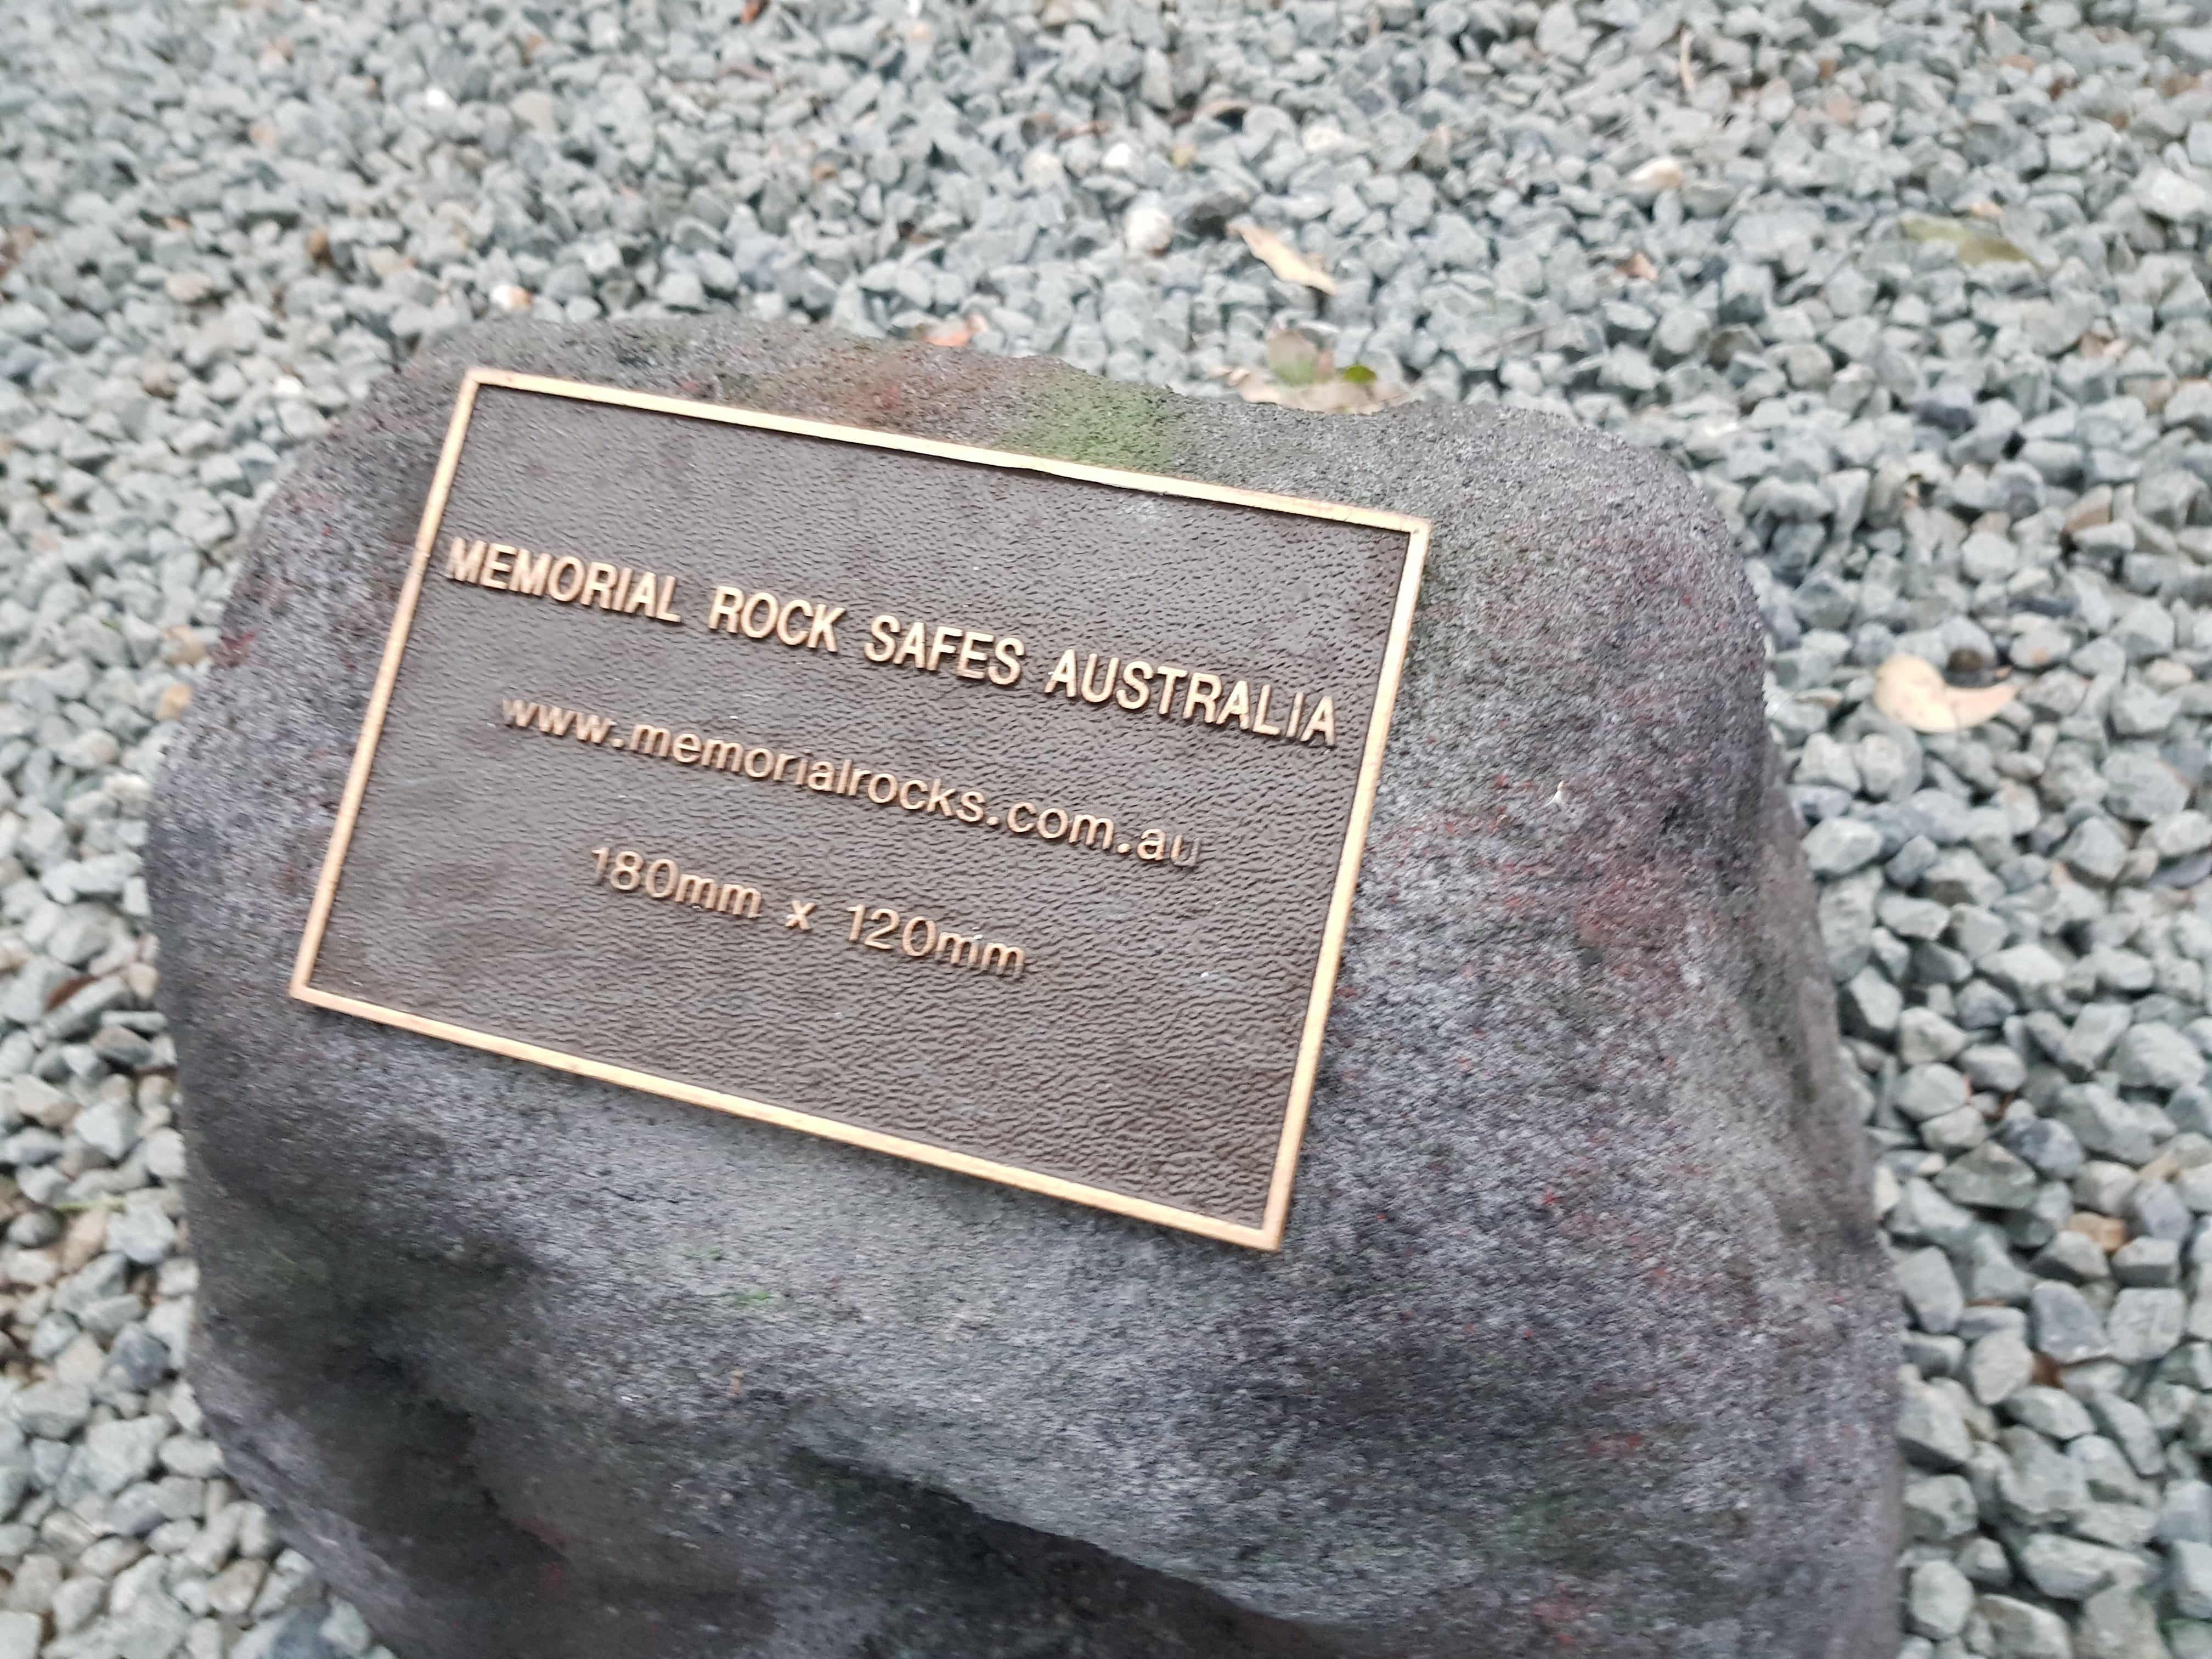 MEMORIAL ROCK SAFES AUSTRALIA
www.memorialrocks.com.au
180mm x 120mm